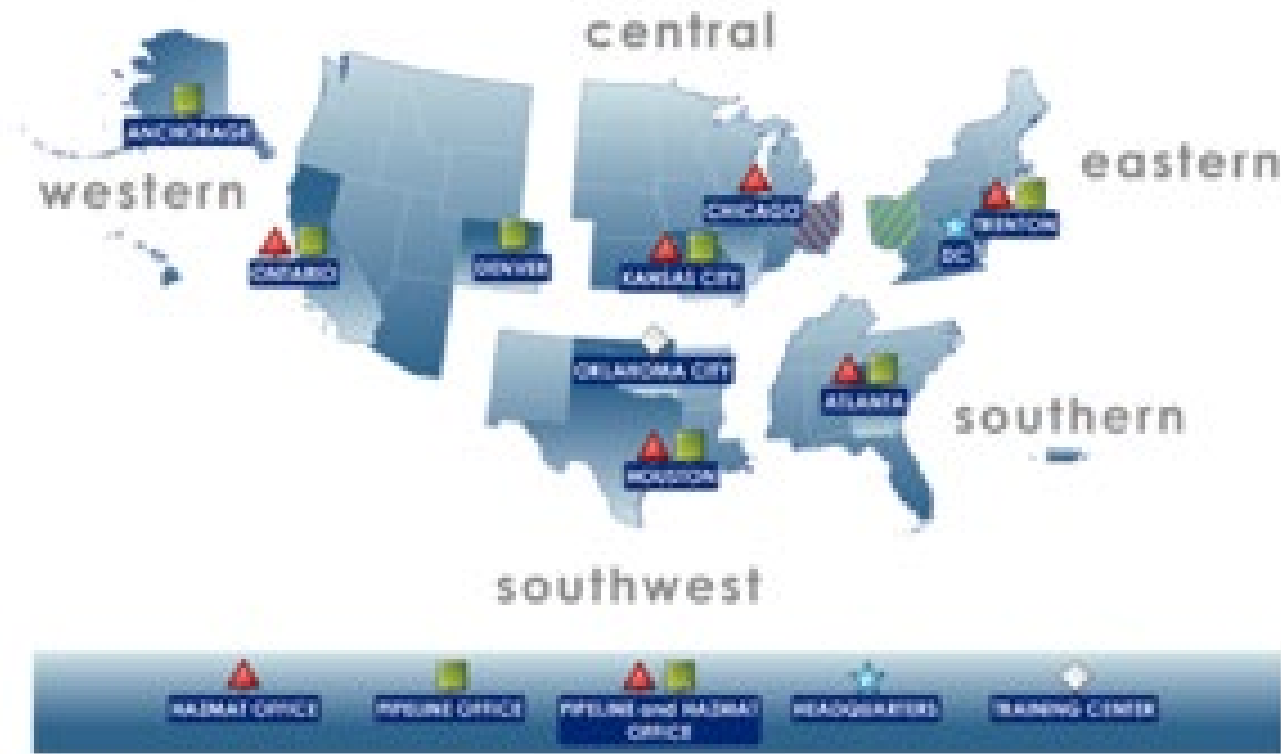 central
ANCHORAGE
eastern
western
CHICAGO
TRENTON
ONTARIO
DENVER
KANSAS CITY
DC
OKLAHOMA CITY
ATLANTA
southern
HOUSTON
southwest
HAZMAT OFFICE
PIPELINE OFFICE
PIPELINE and HAZMAT
OFFICE
HEADQUARTERS
TRAINING CENTER